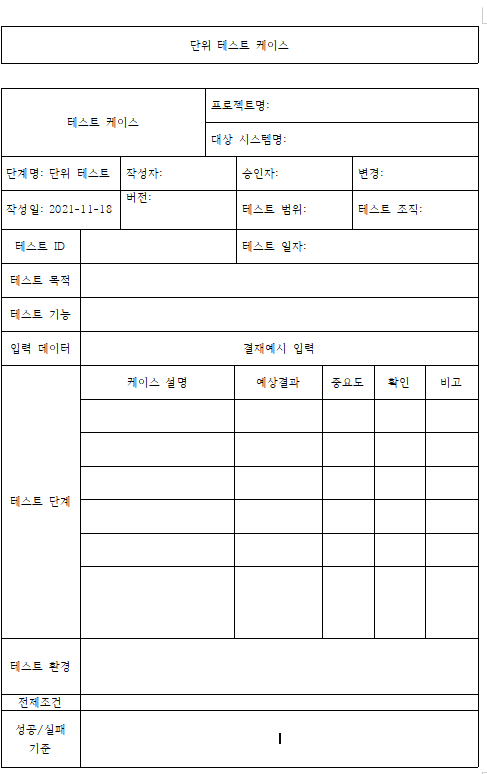 단위 테스트 케이스
테스트 케이스
프로젝트명:
대상 시스템명:
단계명: 단위 테스트 작성자: 승인자: 변경:
작성일: 2021-11-18 버전: 테스트 범위: 테스트 조직:
테스트 ID 테스트 일자:
테스트 목적
테스트 기능
입력 데이터 결재예시 입력
케이스 설명 예상결과 중요도 확인 비고
테스트 단계
테스트 환경
전제조건
성공/실패
기준